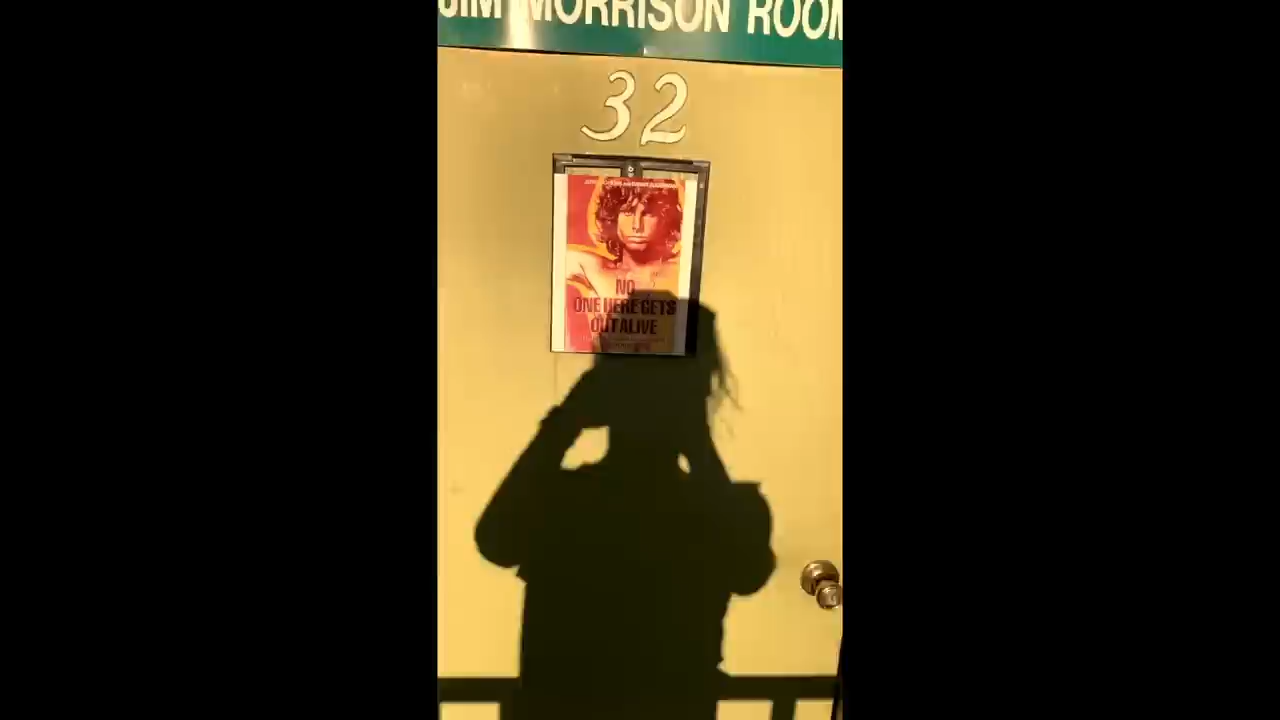 JIM MORRISON ROOM
32
NO
ONE HERE GETS
OUT ALIVE